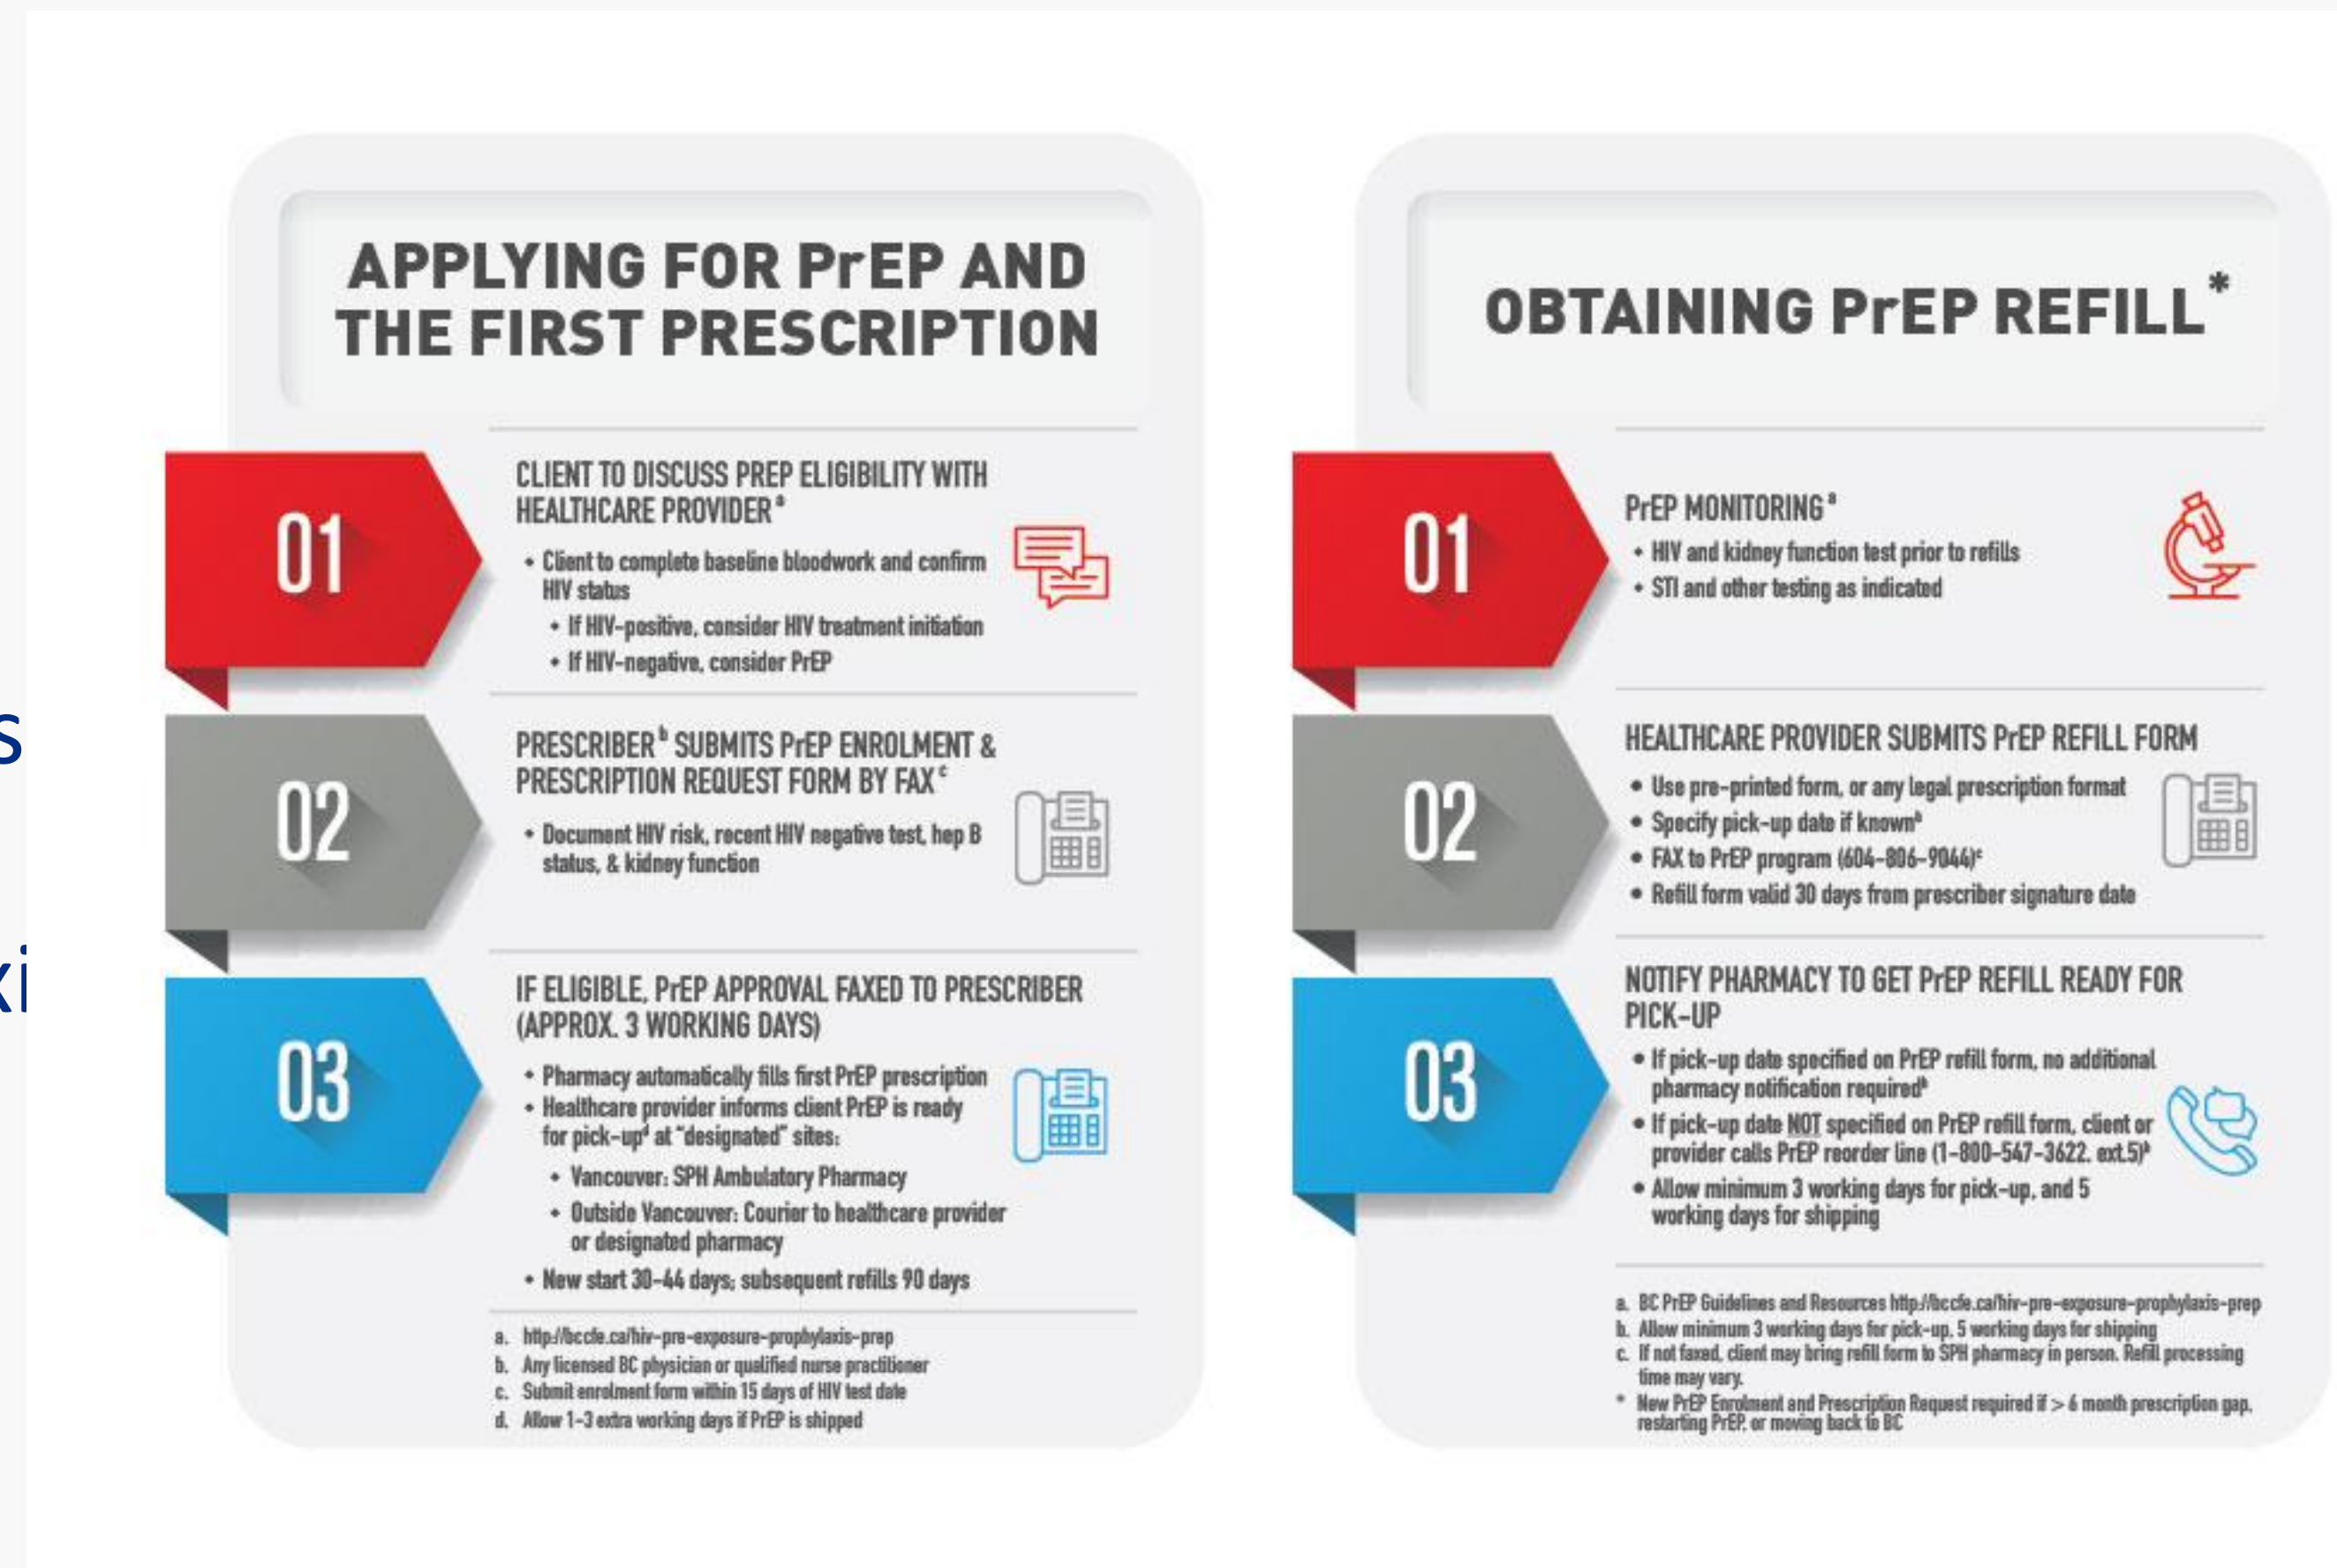 s
xi
APPLYING FOR PrEP AND
THE FIRST PRESCRIPTION
01
CLIENT TO DISCUSS PREP ELIGIBILITY WITH
HEALTHCARE PROVIDER a
• Client to complete baseline bloodwork and confirm
HIV status
• If HIV-positive, consider HIV treatment initiation
• If HIV-negative, consider PrEP
02
PRESCRIBER b SUBMITS PrEP ENROLMENT &
PRESCRIPTION REQUEST FORM BY FAX c
• Document HIV risk, recent HIV negative test, hep B
status, & kidney function
03
IF ELIGIBLE, PrEP APPROVAL FAXED TO PRESCRIBER
(APPROX. 3 WORKING DAYS)
• Pharmacy automatically fills first PrEP prescription
• Healthcare provider informs client PrEP is ready
for pick-up d at "designated" sites:
• Vancouver: SPH Ambulatory Pharmacy
• Outside Vancouver: Courier to healthcare provider
or designated pharmacy
• New start 30-44 days; subsequent refills 90 days
a. http://bccfe.ca/hiv-pre-exposure-prophylaxis-prep
b. Any licensed BC physician or qualified nurse practitioner
c. Submit enrolment form within 15 days of HIV test date
d. Allow 1-3 extra working days if PrEP is shipped
OBTAINING PrEP REFILL*
01
PrEP MONITORING a
• HIV and kidney function test prior to refills
• STI and other testing as indicated
02
HEALTHCARE PROVIDER SUBMITS PrEP REFILL FORM
• Use pre-printed form, or any legal prescription format
• Specify pick-up date if known b
• FAX to PrEP program (604-806-9044) c
• Refill form valid 30 days from prescriber signature date
03
NOTIFY PHARMACY TO GET PrEP REFILL READY FOR
PICK-UP
• If pick-up date specified on PrEP refill form, no additional
pharmacy notification required b
• If pick-up date NOT specified on PrEP refill form, client or
provider calls PrEP reorder line (1-800-547-3622, ext.5) b
• Allow minimum 3 working days for pick-up, and 5
working days for shipping
a. BC PrEP Guidelines and Resources http://bccfe.ca/hiv-pre-exposure-prophylaxis-prep
b. Allow minimum 3 working days for pick-up, 5 working days for shipping
c. If not faxed, client may bring refill form to SPH pharmacy in person. Refill processing
time may vary.
* New PrEP Enrolment and Prescription Request required if > 6 month prescription gap,
restarting PrEP, or moving back to BC